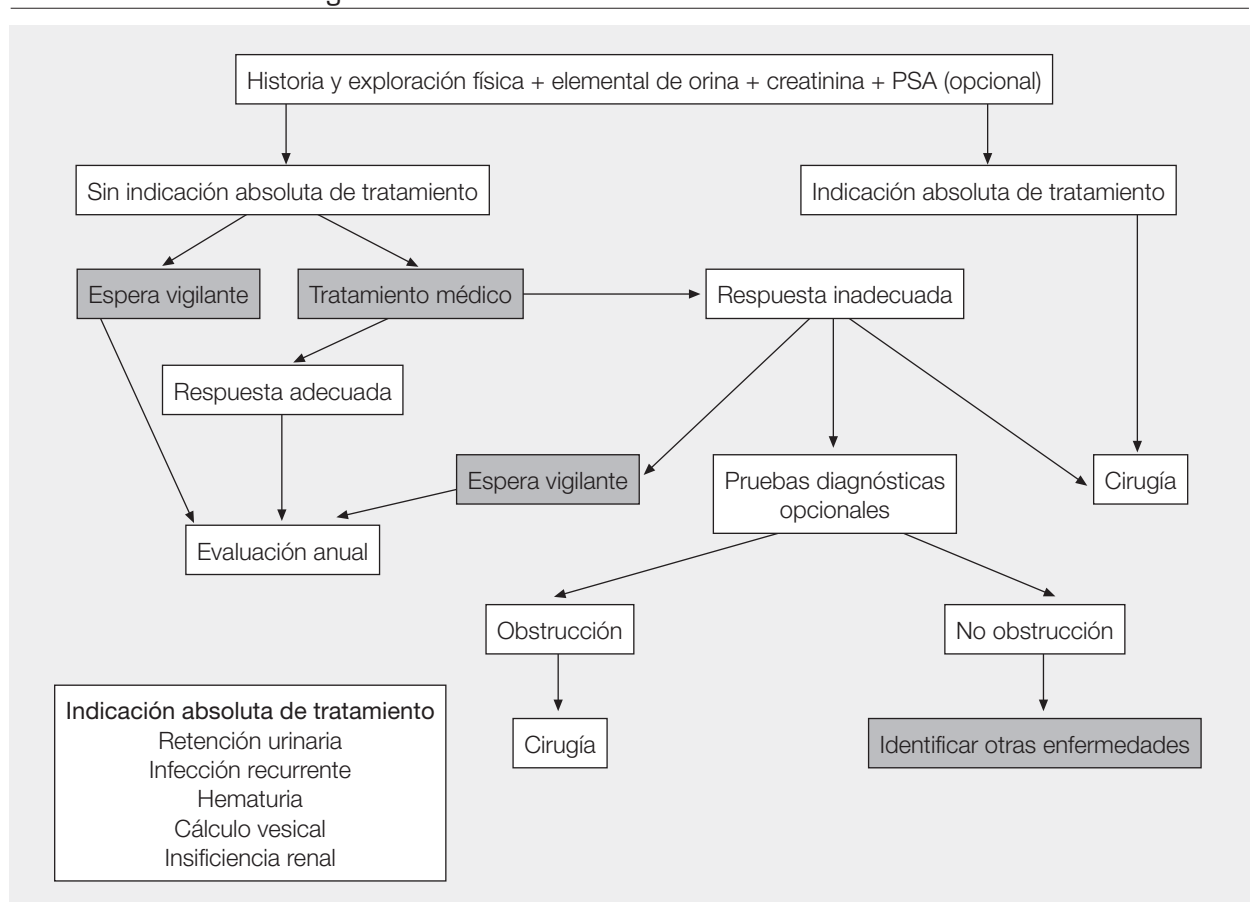 Historia y exploración física + elemental de orina + creatinina + PSA (opcional)
Sin indicación absoluta de tratamiento
Indicación absoluta de tratamiento
Espera vigilante
Tratamiento médico
Respuesta inadecuada
Respuesta adecuada
Espera vigilante
Pruebas diagnósticas
opcionales
Cirugía
Evaluación anual
Obstrucción
No obstrucción
Indicación absoluta de tratamiento
Retención urinaria
Infección recurrente
Hematuria
Cálculo vesical
Insificiencia renal
Cirugía
Identificar otras enfermedades